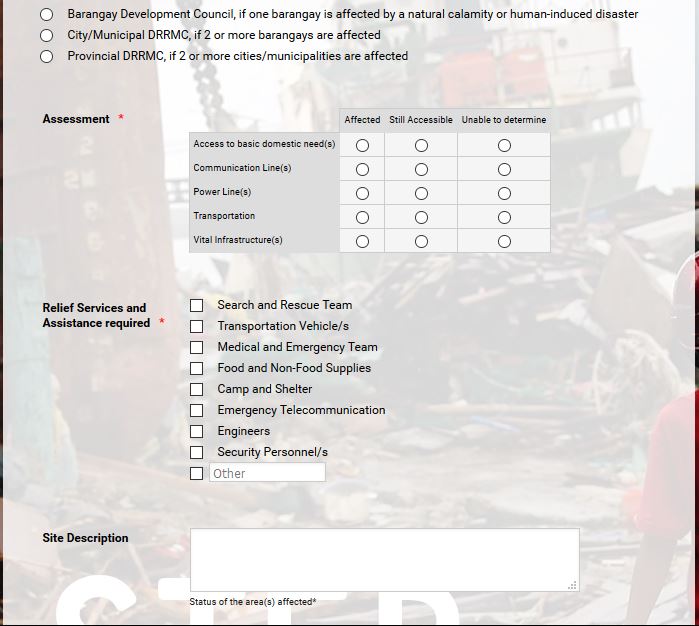 Barangay Development Council, if one barangay is affected by a natural calamity or human-induced disaster
City/Municipal DRRMC, if 2 or more barangays are affected
Provincial DRRMC, if 2 or more cities/municipalities are affected
Assessment *
Affected Still Accessible Unable to determine
Access to basic domestic need(s)
Communication Line(s)
Power Line(s)
Transportation
Vital Infrastructure(s)
Relief Services and
Assistance required *
Search and Rescue Team
Transportation Vehicle/s
Medical and Emergency Team
Food and Non-Food Supplies
Camp and Shelter
Emergency Telecommunication
Engineers
Security Personnel/s
Other
Site Description
Status of the area(s) affected*